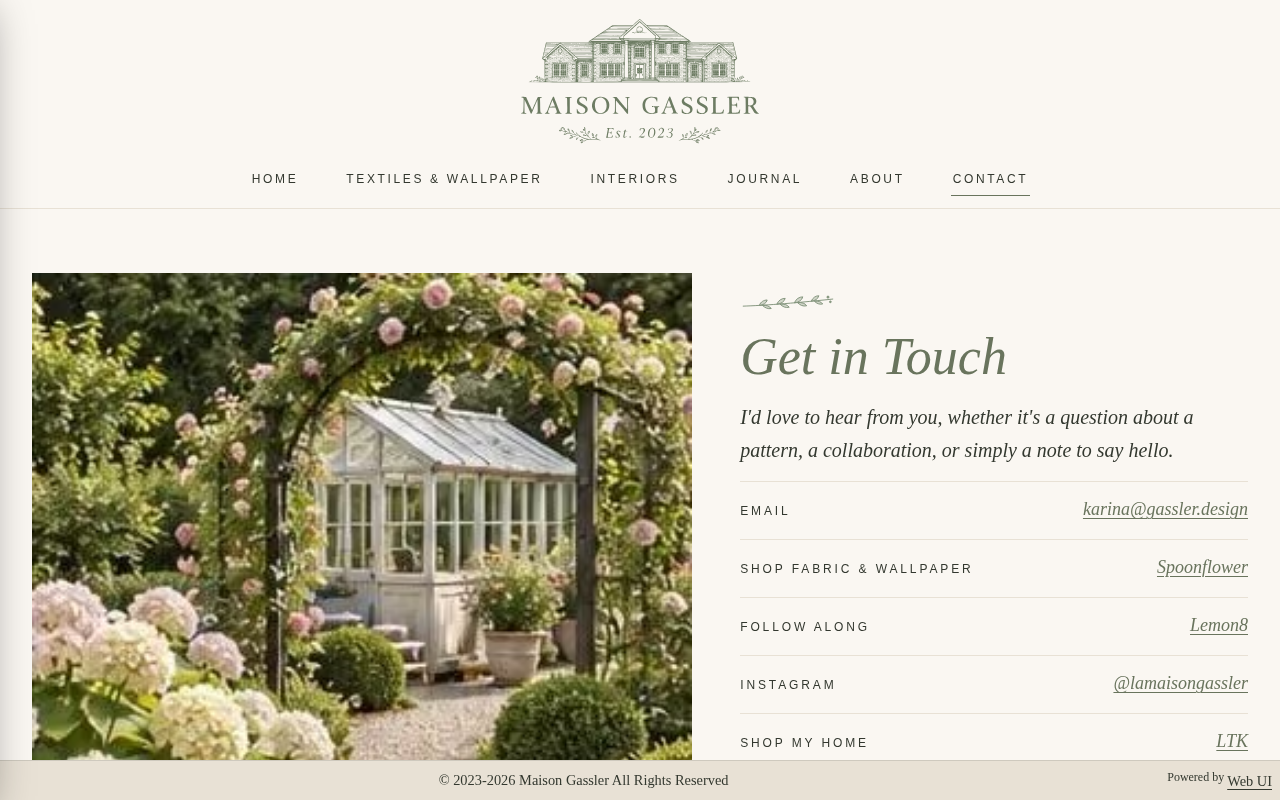 MAISON GASSLER
Est. 2023
HOME TEXTILES & WALLPAPER INTERIORS JOURNAL ABOUT CONTACT
Get in Touch
I'd love to hear from you, whether it's a question about a
pattern, a collaboration, or simply a note to say hello.
EMAIL karina@gassler.design
SHOP FABRIC & WALLPAPER Spoonflower
FOLLOW ALONG Lemon8
INSTAGRAM @lamaisongassler
SHOP MY HOME LTK
© 2023-2026 Maison Gassler All Rights Reserved
Powered by Web UI